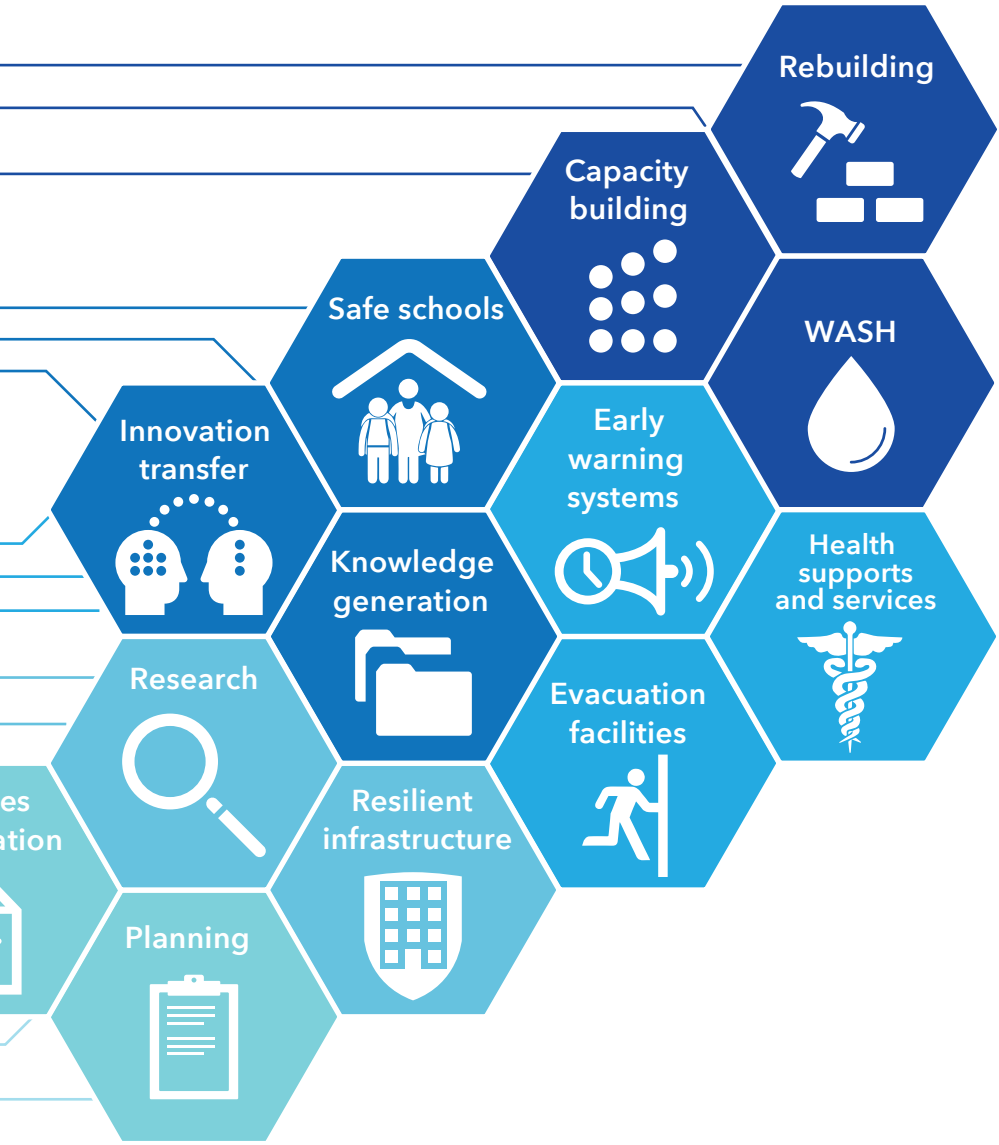 Rebuilding
Capacity
building
Safe schools
WASH
Innovation
transfer
Early
warning
systems
Knowledge
generation
Health
supports
and services
Research
Evacuation
facilities
Resilient
infrastructure
Planning